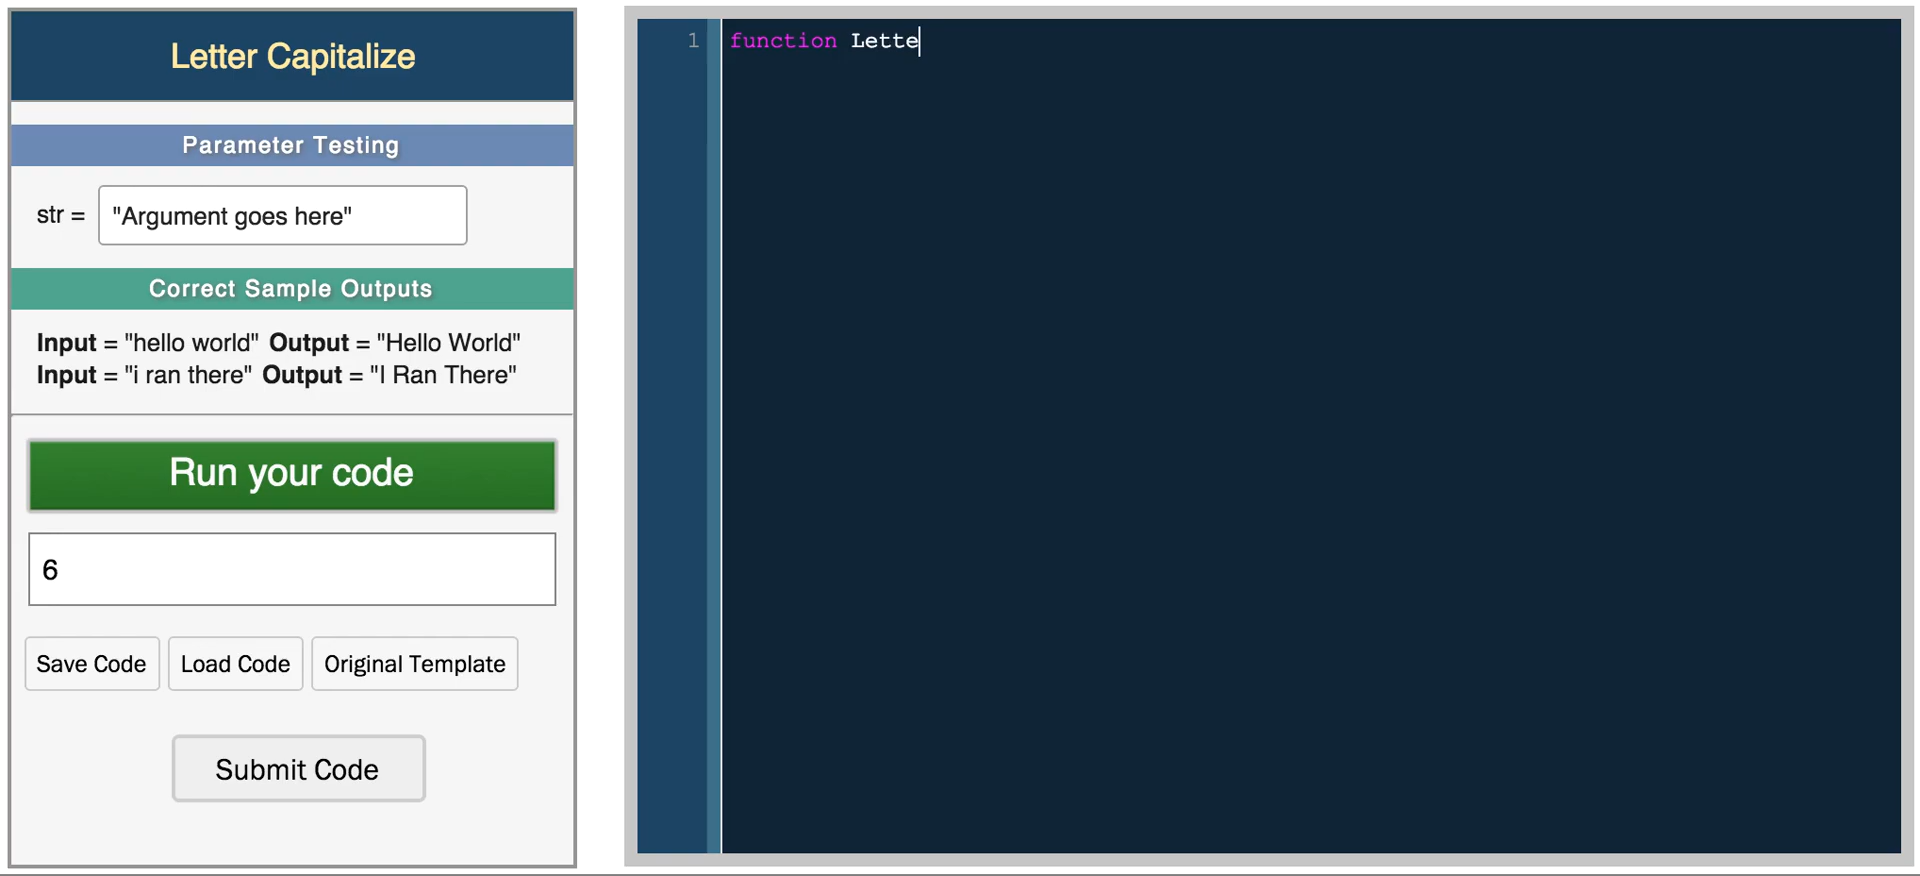 Letter Capitalize
Parameter Testing
str = "Argument goes here"
Correct Sample Outputs
Input = "hello world" Output = "Hello World"
Input = "i ran there" Output = "I Ran There"
Run your code
6
Save Code Load Code Original Template
Submit Code
1 function Lette